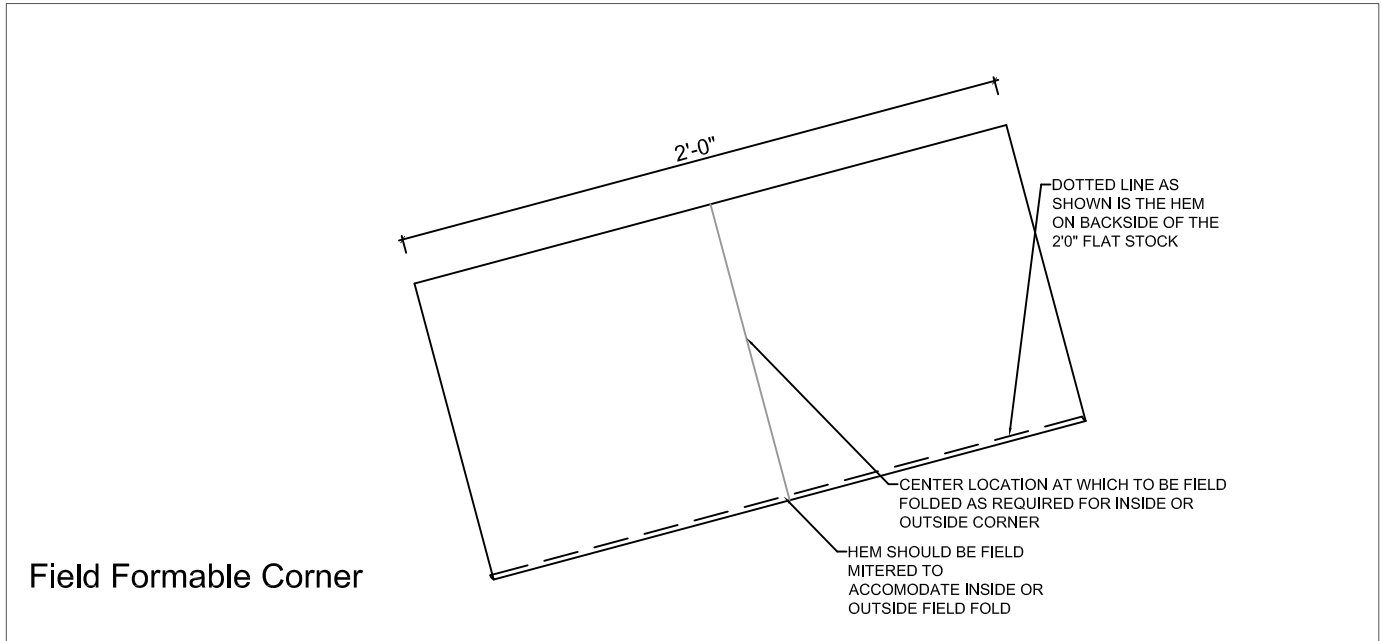 2'-0"
DOTTED LINE AS
SHOWN IS THE HEM
ON BACKSIDE OF THE
2'0" FLAT STOCK
CENTER LOCATION AT WHICH TO BE FIELD
FOLDED AS REQUIRED FOR INSIDE OR
OUTSIDE CORNER
HEM SHOULD BE FIELD
MITERED TO
ACCOMODATE INSIDE OR
OUTSIDE FIELD FOLD
Field Formable Corner